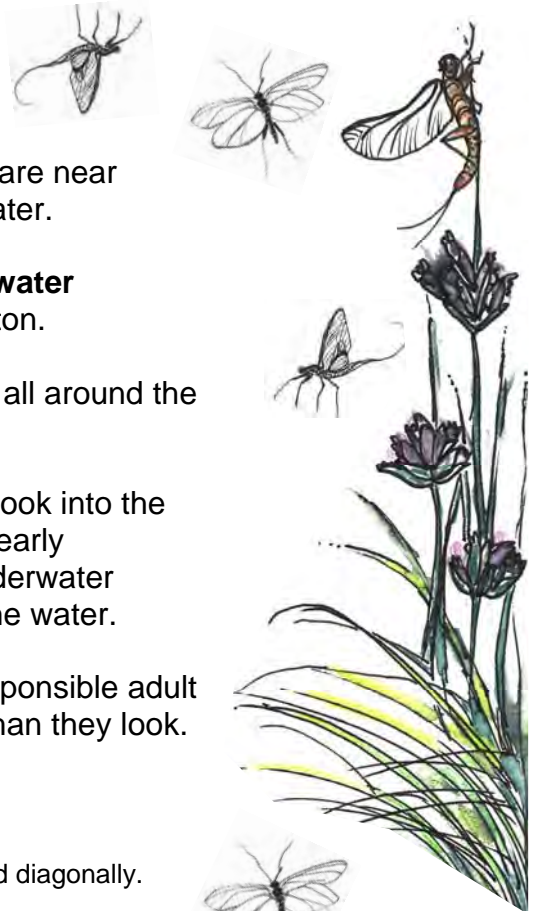 are near
ater.
water
ton.
all around the
ook into the
early
derwater
he water.
ponsible adult
han they look.
d diagonally.